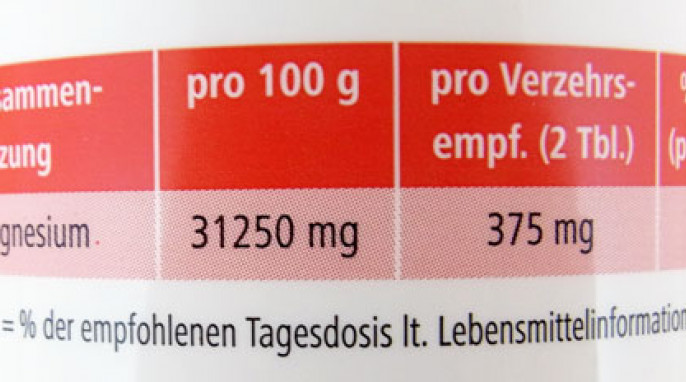 ammen- pro 100 g pro Verzehrs-
zung empf. (2 Tbl.) (p
gnesium. 31250 mg 375 mg
= % der empfohlenen Tagesdosis lt. Lebensmittelinformation